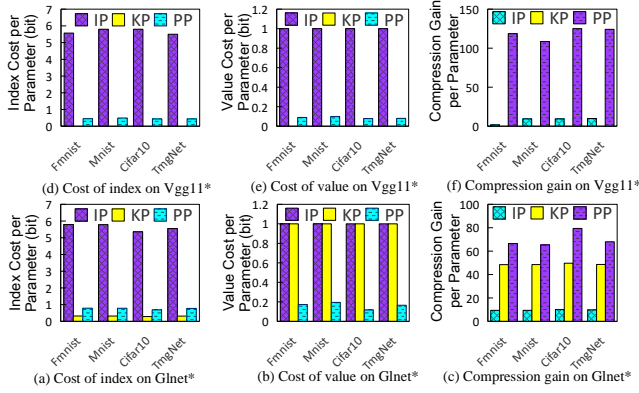 IP KP PP
Index Cost per
Parameter (bit)
7
6
5
4
3
2
1
0
Fmnist Mnist Cifar10 TmgNet
(d) Cost of index on Vgg11*
IP KP PP
Value Cost per
Parameter (bit)
1.2
1
0.8
0.6
0.4
0.2
0
Fmnist Mnist Cifar10 TmgNet
(e) Cost of value on Vgg11*
IP KP PP
Compression Gain
per Parameter
150
100
50
0
Fmnist Mnist Cifar10 TmgNet
(f) Compression gain on Vgg11*
IP KP PP
Index Cost per
Parameter (bit)
7
6
5
4
3
2
1
0
Fmnist Mnist Cifar10 TmgNet
(a) Cost of index on Glnet*
IP KP PP
Value Cost per
Parameter (bit)
1.2
1
0.8
0.6
0.4
0.2
0
Fmnist Mnist Cifar10 TmgNet
(b) Cost of value on Glnet*
IP KP PP
Compression Gain
per Parameter
100
80
60
40
20
0
Fmnist Mnist Cifar10 TmgNet
(c) Compression gain on Glnet*